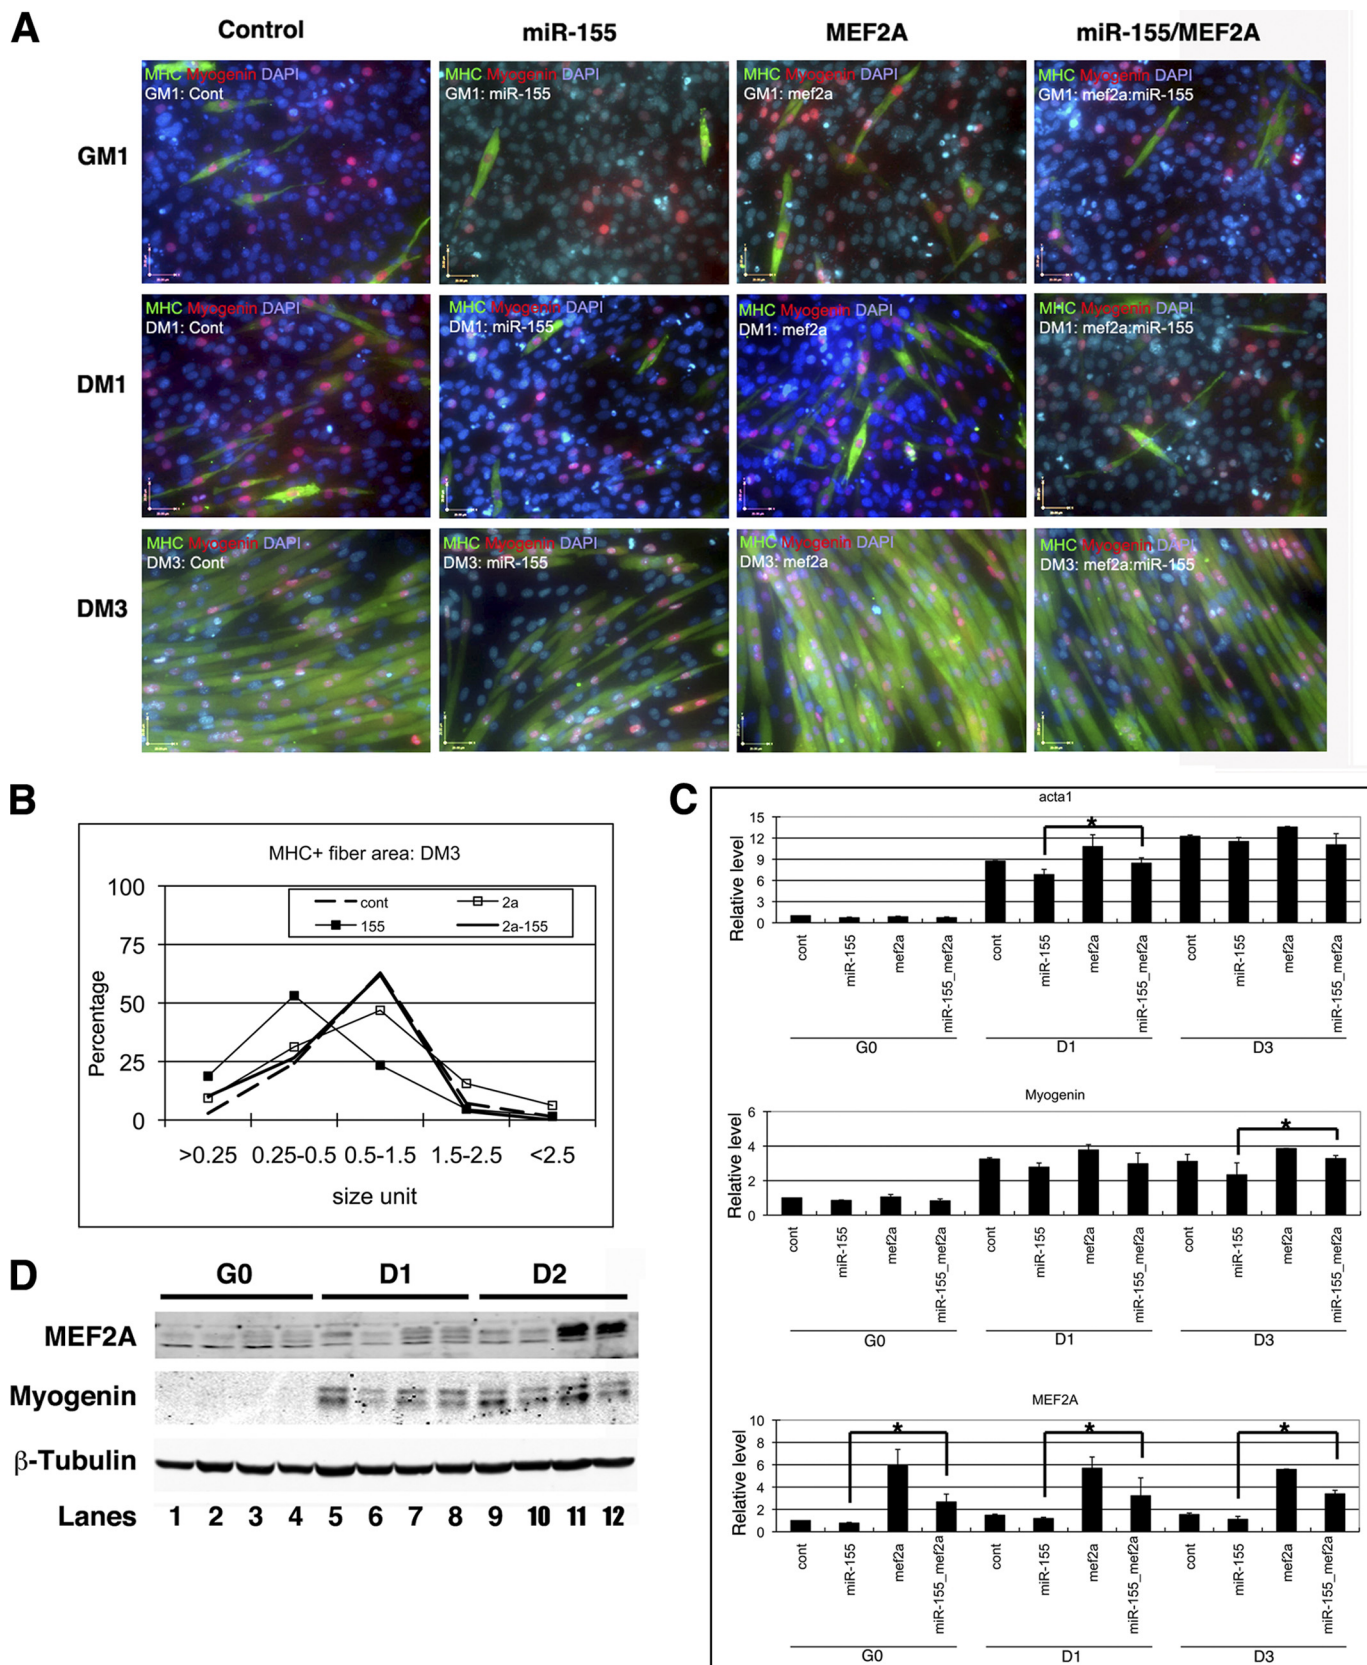 A
Control miR-155 MEF2A miR-155/MEF2A
GM1
MHC Myogenin DAPI
GM1: Cont
MHC Myogenin DAPI
GM1: miR-155
MHC Myogenin DAPI
GM1: mef2a
MHC Myogenin DAPI
GM1: mef2a:miR-155
DM1
MHC Myogenin DAPI
DM1: Cont
MHC Myogenin DAPI
DM1: miR-155
MHC Myogenin DAPI
DM1: mef2a
MHC Myogenin DAPI
DM1: mef2a:miR-155
DM3
MHC Myogenin DAPI
DM3: Cont
MHC Myogenin DAPI
DM3: miR-155
MHC Myogenin DAPI
DM3: mef2a
MHC Myogenin DAPI
DM3: mef2a:miR-155
B
MHC+ fiber area: DM3
cont 2a
155 2a-155
100
75
50
25
0
Percentage
>0.25 0.25-0.5 0.5-1.5 1.5-2.5 <2.5
size unit
C
acta1
Relative level
15
12
9
6
3
0
cont miR-155 mef2a miR-155_mef2a cont miR-155 mef2a miR-155_mef2a cont miR-155 mef2a miR-155_mef2a
G0 D1 D3
*
Myogenin
Relative level
6
4
2
0
cont miR-155 mef2a miR-155_mef2a cont miR-155 mef2a miR-155_mef2a cont miR-155 mef2a miR-155_mef2a
G0 D1 D3
*
MEF2A
Relative level
10
8
6
4
2
0
* * *
cont miR-155 mef2a miR-155_mef2a cont miR-155 mef2a miR-155_mef2a cont miR-155 mef2a miR-155_mef2a
G0 D1 D3
D
G0 D1 D2
MEF2A
Myogenin
β-Tubulin
Lanes 1 2 3 4 5 6 7 8 9 10 11 12